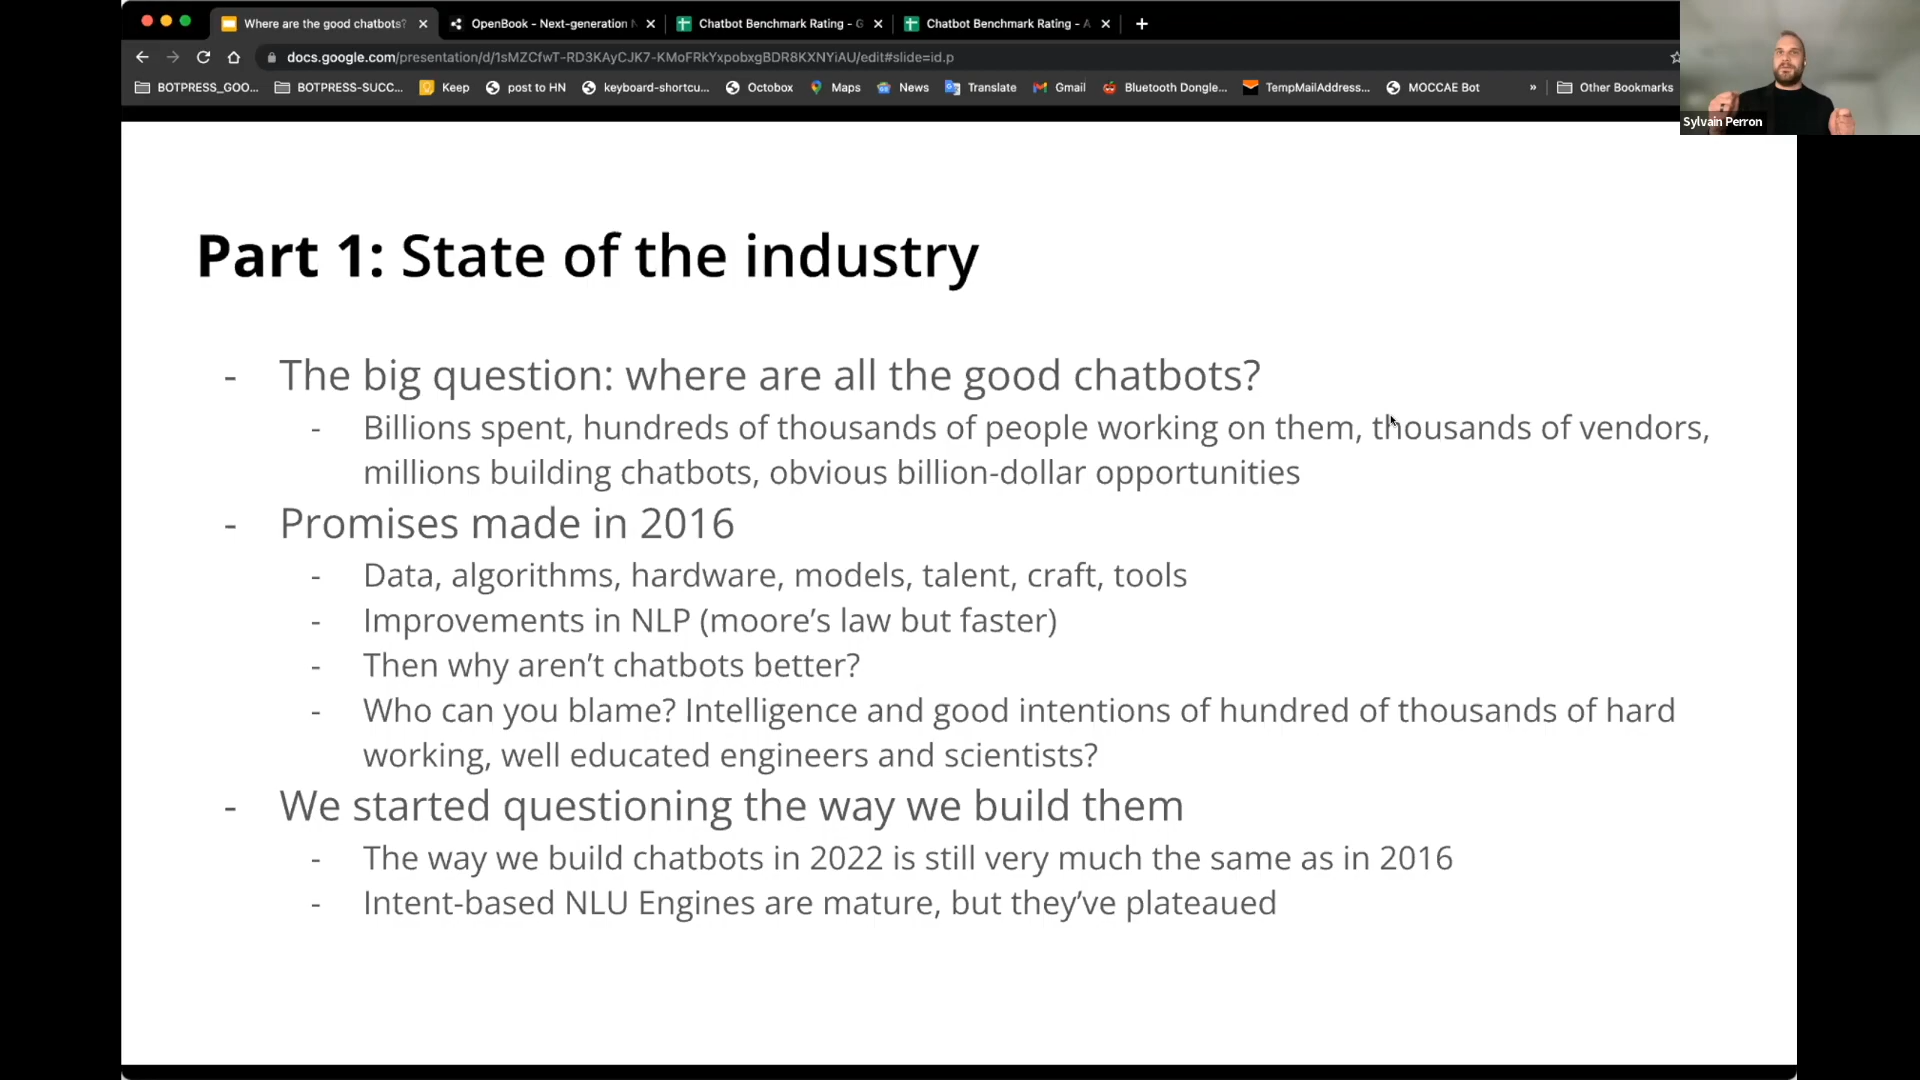 Where are the good chatbots?
OpenBook - Next-generation N
Chatbot Benchmark Rating - G
Chatbot Benchmark Rating - A
docs.google.com/presentation/d/1sMZCfwT-RD3KAyCJK7-KMoFRkYxpobxgBDR8KXNYiAU/edit#slide=id.p
BOTPRESS_GOO...
BOTPRESS-SUCC...
Keep
post to HN
keyboard-shortcu...
Octobox
Maps
News
Translate
Gmail
Bluetooth Dongle...
TempMailAddress...
MOCCAE Bot
»
Other Bookmarks
Sylvain Perron
Part 1: State of the industry
- The big question: where are all the good chatbots?
- Billions spent, hundreds of thousands of people working on them, thousands of vendors,
millions building chatbots, obvious billion-dollar opportunities
- Promises made in 2016
- Data, algorithms, hardware, models, talent, craft, tools
- Improvements in NLP (moore's law but faster)
- Then why aren't chatbots better?
- Who can you blame? Intelligence and good intentions of hundred of thousands of hard
working, well educated engineers and scientists?
- We started questioning the way we build them
- The way we build chatbots in 2022 is still very much the same as in 2016
- Intent-based NLU Engines are mature, but they've plateaued